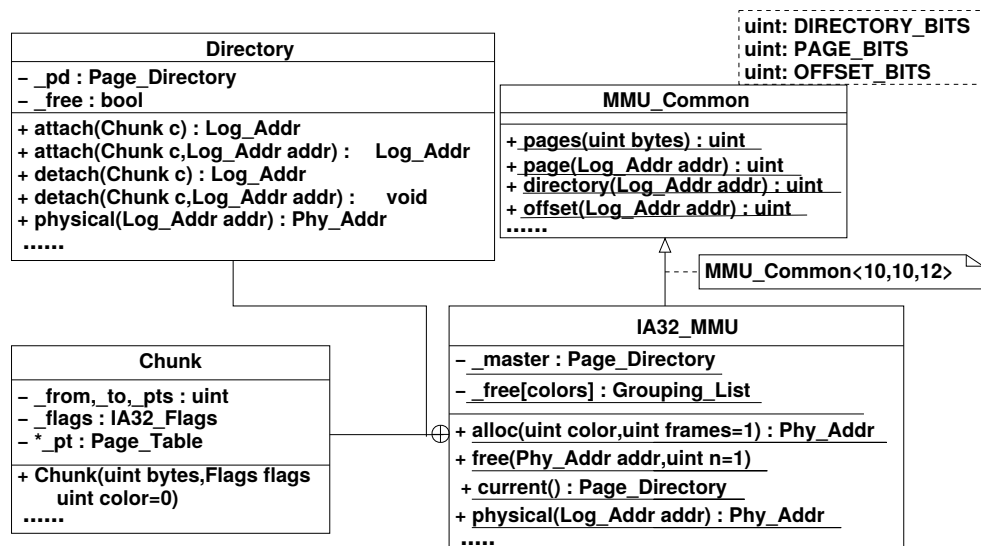 uint: DIRECTORY_BITS
uint: PAGE_BITS
uint: OFFSET_BITS
Directory
– _pd : Page_Directory
– _free : bool
+ attach(Chunk c) : Log_Addr
+ attach(Chunk c,Log_Addr addr) : Log_Addr
+ detach(Chunk c) : Log_Addr
+ detach(Chunk c,Log_Addr addr) : void
+ physical(Log_Addr addr) : Phy_Addr
......
MMU_Common
+ pages(uint bytes) : uint
+ page(Log_Addr addr) : uint
+ directory(Log_Addr addr) : uint
+ offset(Log_Addr addr) : uint
......
MMU_Common<10,10,12>
Chunk
– _from,_to,_pts : uint
– _flags : IA32_Flags
– *_pt : Page_Table
+ Chunk(uint bytes,Flags flags
uint color=0)
......
IA32_MMU
– _master : Page_Directory
– _free[colors] : Grouping_List
+ alloc(uint color,uint frames=1) : Phy_Addr
+ free(Phy_Addr addr,uint n=1)
+ current() : Page_Directory
+ physical(Log_Addr addr) : Phy_Addr
.....